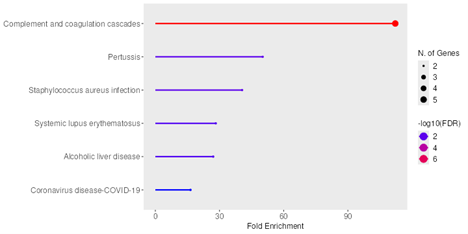 Complement and coagulation cascades
Pertussis
Staphylococcus aureus infection
Systemic lupus erythematosus
Alcoholic liver disease
Coronavirus disease-COVID-19
0 30 60 90
Fold Enrichment
N. of Genes
2
3
4
5
-log10(FDR)
2
4
6